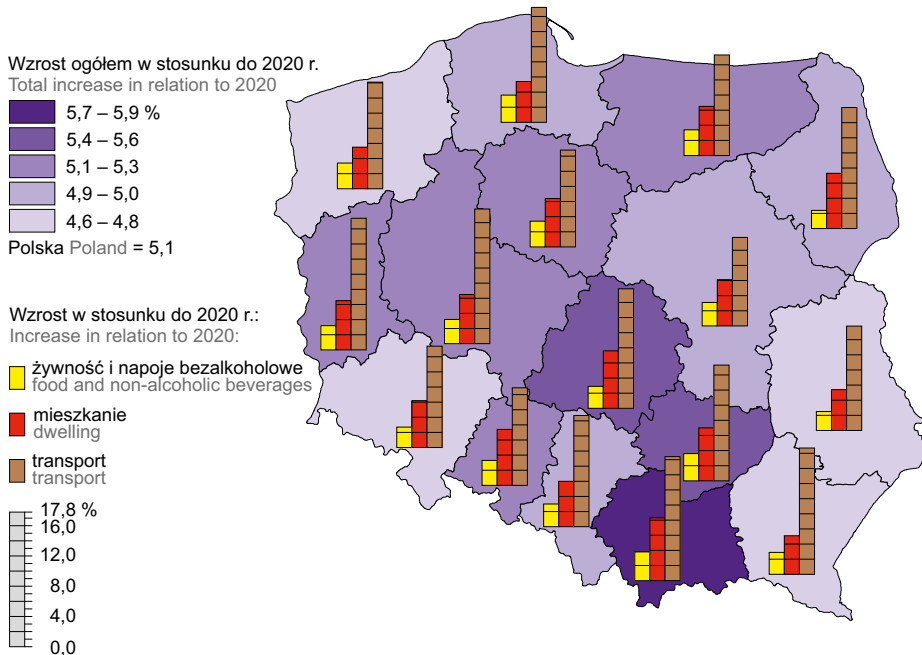 Wzrost ogółem w stosunku do 2020 r.
Total increase in relation to 2020
5,7 – 5,9 %
5,4 – 5,6
5,1 – 5,3
4,9 – 5,0
4,6 – 4,8
Polska Poland = 5,1
Wzrost w stosunku do 2020 r.:
Increase in relation to 2020:
żywność i napoje bezalkoholowe
food and non-alcoholic beverages
mieszkanie
dwelling
transport
transport
17,8 %
16,0
12,0
8,0
4,0
0,0